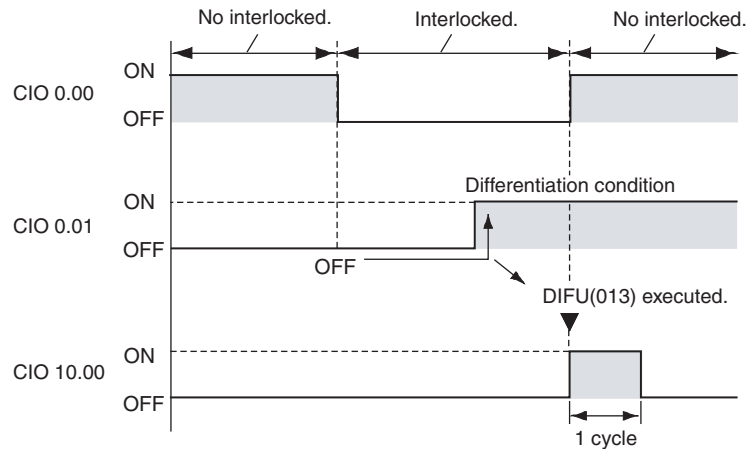 No interlocked.
Interlocked.
No interlocked.
CIO 0.00
ON
OFF
CIO 0.01
ON
OFF
Differentiation condition
OFF
DIFU(013) executed.
CIO 10.00
ON
OFF
1 cycle